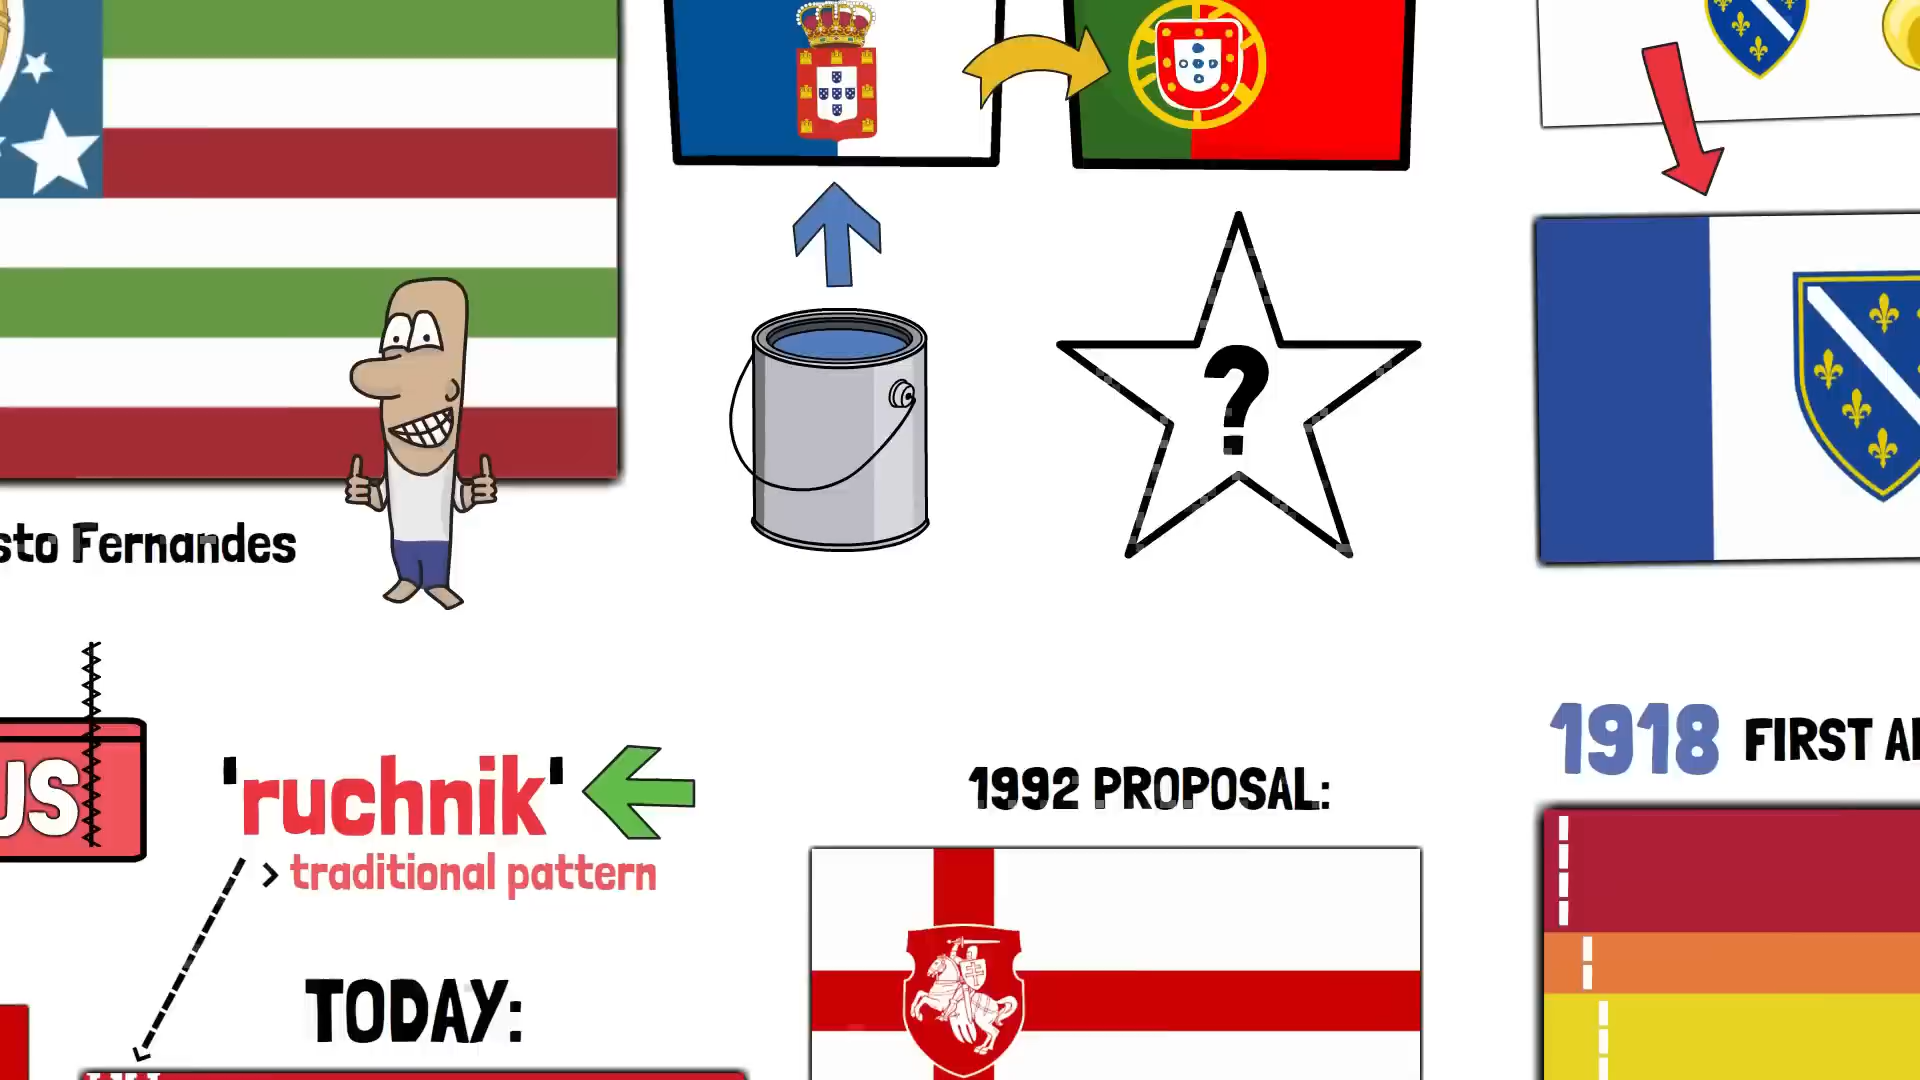 ?
sto Fernandes
US
'ruchnik'
> traditional pattern
TODAY:
1992 PROPOSAL:
1918 FIRST A